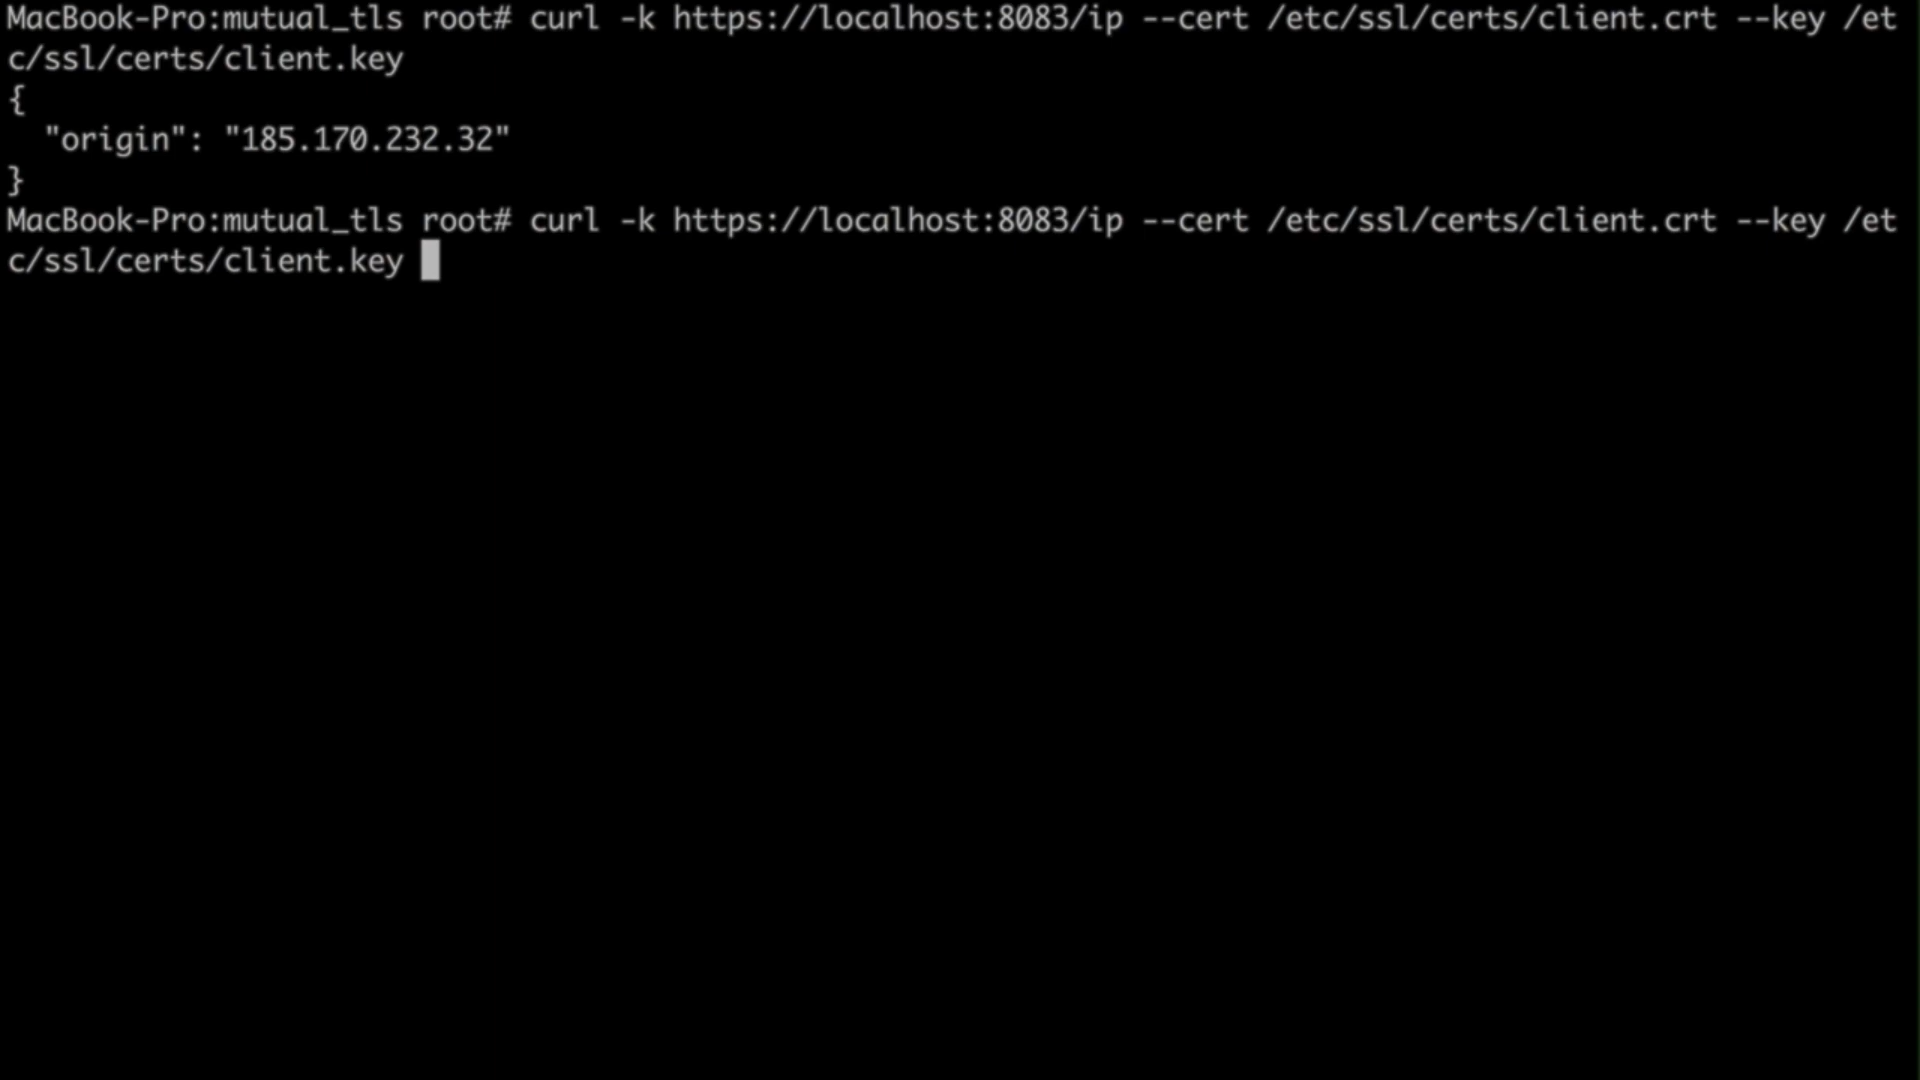 MacBook-Pro:mutual_tls root# curl -k https://localhost:8083/ip --cert /etc/ssl/certs/client.crt --key /et
c/ssl/certs/client.key
{
  "origin": "185.170.232.32"
}
MacBook-Pro:mutual_tls root# curl -k https://localhost:8083/ip --cert /etc/ssl/certs/client.crt --key /et
c/ssl/certs/client.key